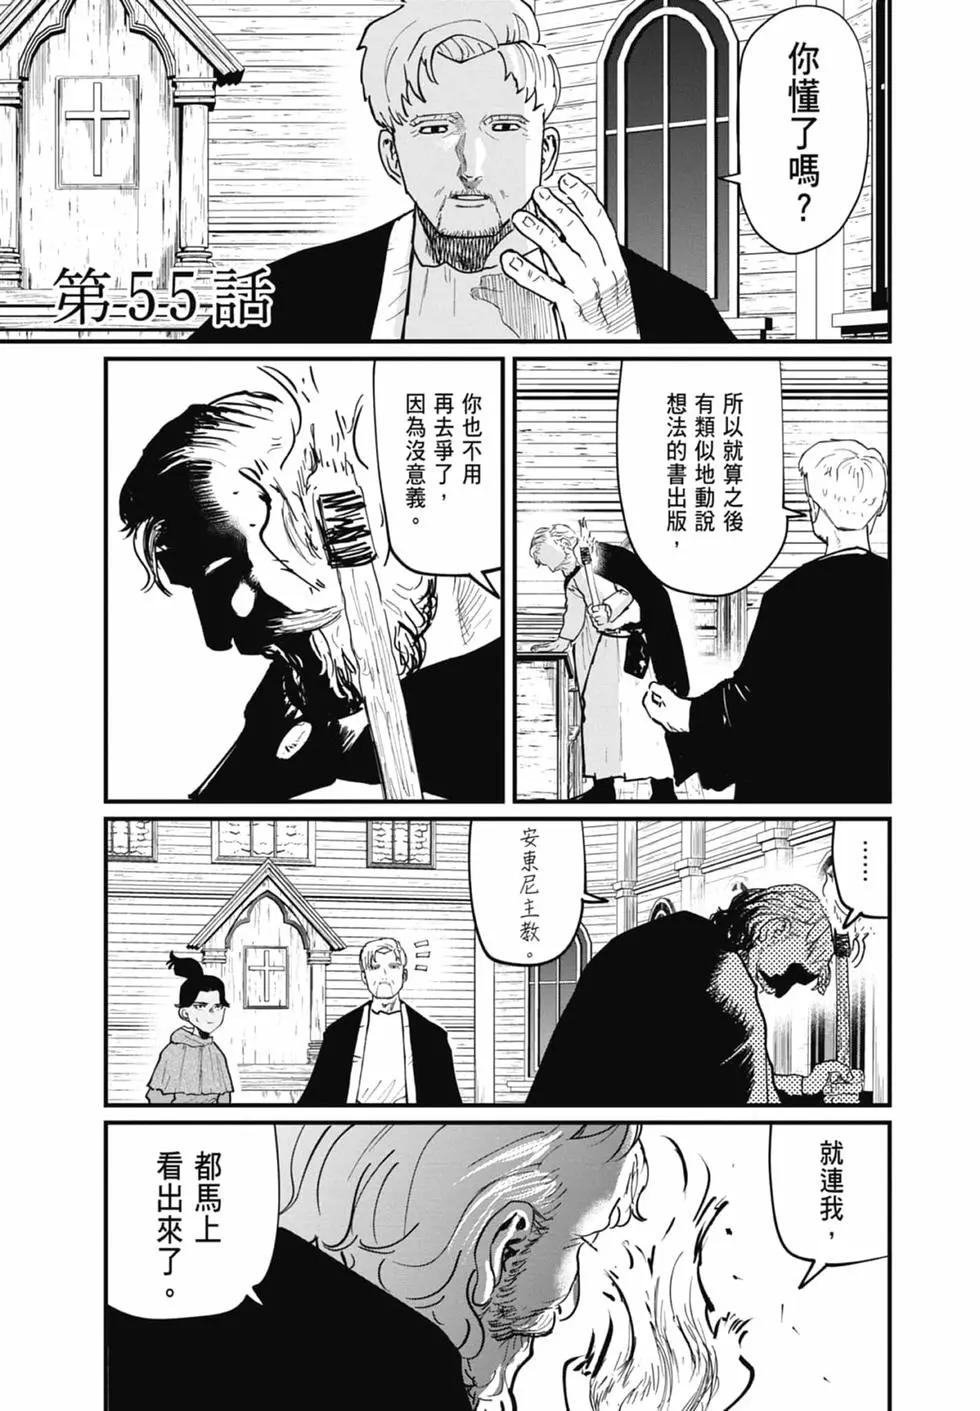 你懂了嗎？
第55話
所以就算之後
有類似地動說
想法的書出版，
你也不用
再去爭了，
因為沒意義。
……
安東尼主教。
就連我，
都馬上
看出來了。